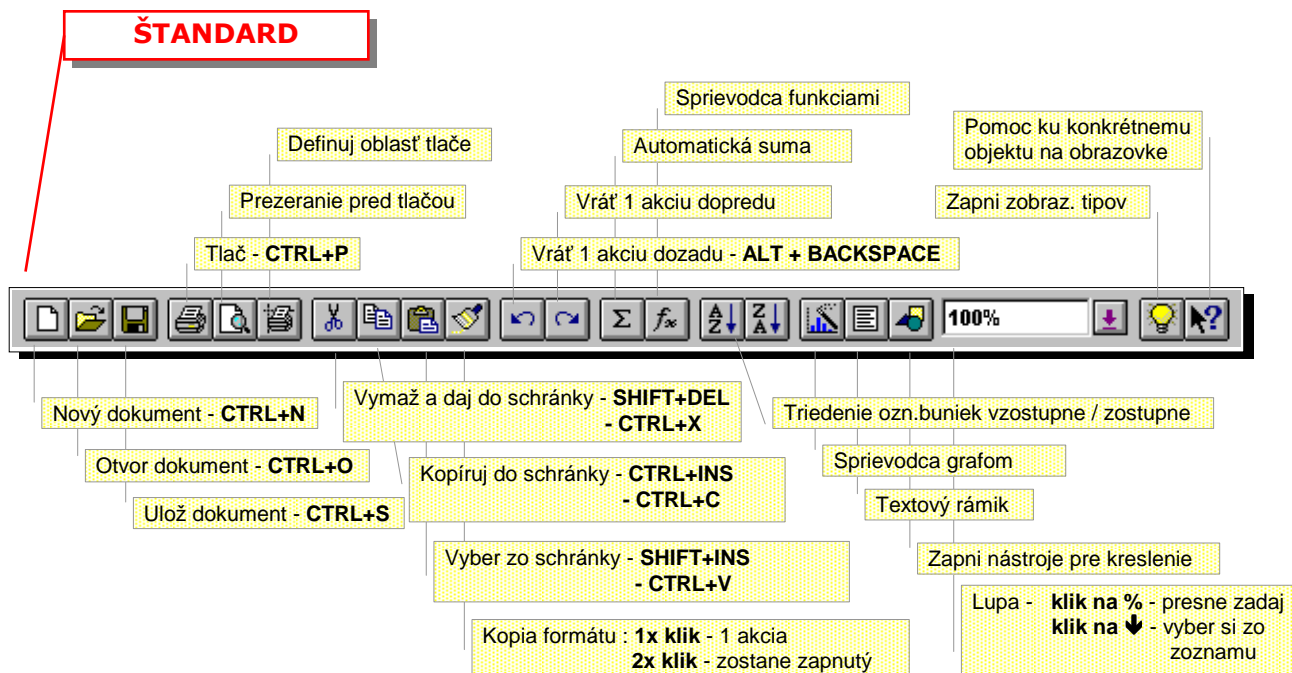 ŠTANDARD
Sprievodca funkciami
Definuj oblasť tlače
Automatická suma
Pomoc ku konkrétnemu
objektu na obrazovke
Prezeranie pred tlačou
Vráť 1 akciu dopredu
Zapni zobraz. tipov
Tlač - CTRL+P
Vráť 1 akciu dozadu - ALT + BACKSPACE
Σ
fx
A
Z
Z
A
100%
?
Nový dokument - CTRL+N
Vymaž a daj do schránky - SHIFT+DEL
- CTRL+X
Triedenie ozn.buniek vzostupne / zostupne
Otvor dokument - CTRL+O
Kopíruj do schránky - CTRL+INS
- CTRL+C
Sprievodca grafom
Ulož dokument - CTRL+S
Textový rámik
Vyber zo schránky - SHIFT+INS
- CTRL+V
Zapni nástroje pre kreslenie
Kopia formátu : 1x klik - 1 akcia
2x klik - zostane zapnutý
Lupa - klik na % - presne zadaj
klik na 🡻 - vyber si zo
zoznamu